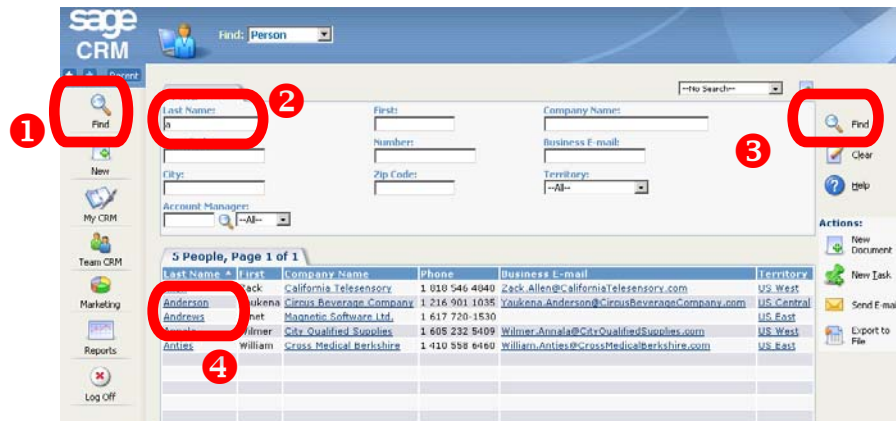 sage
CRM
Find: Person
Recent
Find
New
My CRM
Team CRM
Marketing
Reports
Log Off
1
2
3
4
--No Search--
Last Name: First: Company Name:
a
Number: Business E-mail:
City: Zip Code: Territory:
--All--
Account Manager:
--All--
Find
Clear
Help
Actions:
New Document
New Task
Send E-mail
Export to File
5 People, Page 1 of 1
Last Name First Company Name Phone Business E-mail Territory
Zack California Telesensory 1 818 546 4840 Zack.Allen@CaliforniaTelesensory.com US West
Anderson Circus Beverage Company 1 216 901 1035 Yaukena.Anderson@CircusBeverageCompany.com US Central
Andrews Magnetic Software Ltd. 1 617 720-1530 US East
Wilmer City Qualified Supplies 1 605 232 5409 Wilmer.Annala@CityQualifiedSupplies.com US West
Anties William Cross Medical Berkshire 1 410 558 6460 William.Anties@CrossMedicalBerkshire.com US East